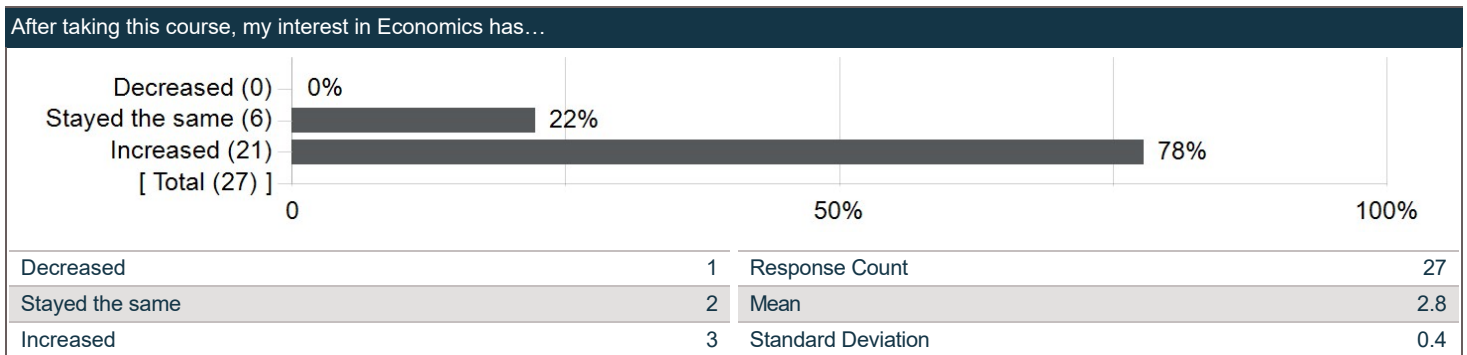 After taking this course, my interest in Economics has…
Decreased (0) 0%
Stayed the same (6) 22%
Increased (21) 78%
[ Total (27) ]
0 50% 100%
Decreased 1 Response Count 27
Stayed the same 2 Mean 2.8
Increased 3 Standard Deviation 0.4